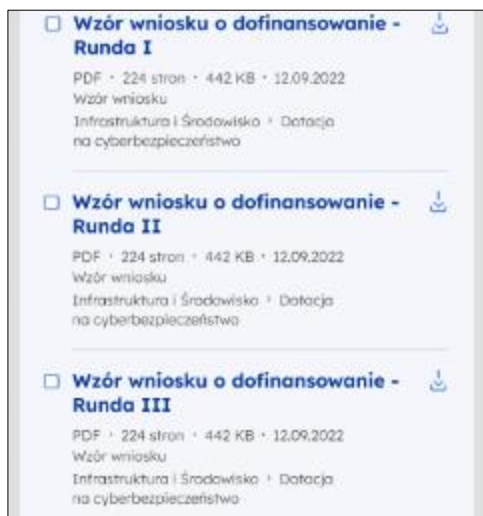 Wzór wniosku o dofinansowanie -
Runda I
PDF • 224 stron • 442 KB • 12.09.2022
Wzór wniosku
Infrastruktura i Środowisko › Dotacja
na cyberbezpieczeństwo
Wzór wniosku o dofinansowanie -
Runda II
PDF • 224 stron • 442 KB • 12.09.2022
Wzór wniosku
Infrastruktura i Środowisko › Dotacja
na cyberbezpieczeństwo
Wzór wniosku o dofinansowanie -
Runda III
PDF • 224 stron • 442 KB • 12.09.2022
Wzór wniosku
Infrastruktura i Środowisko › Dotacja
na cyberbezpieczeństwo